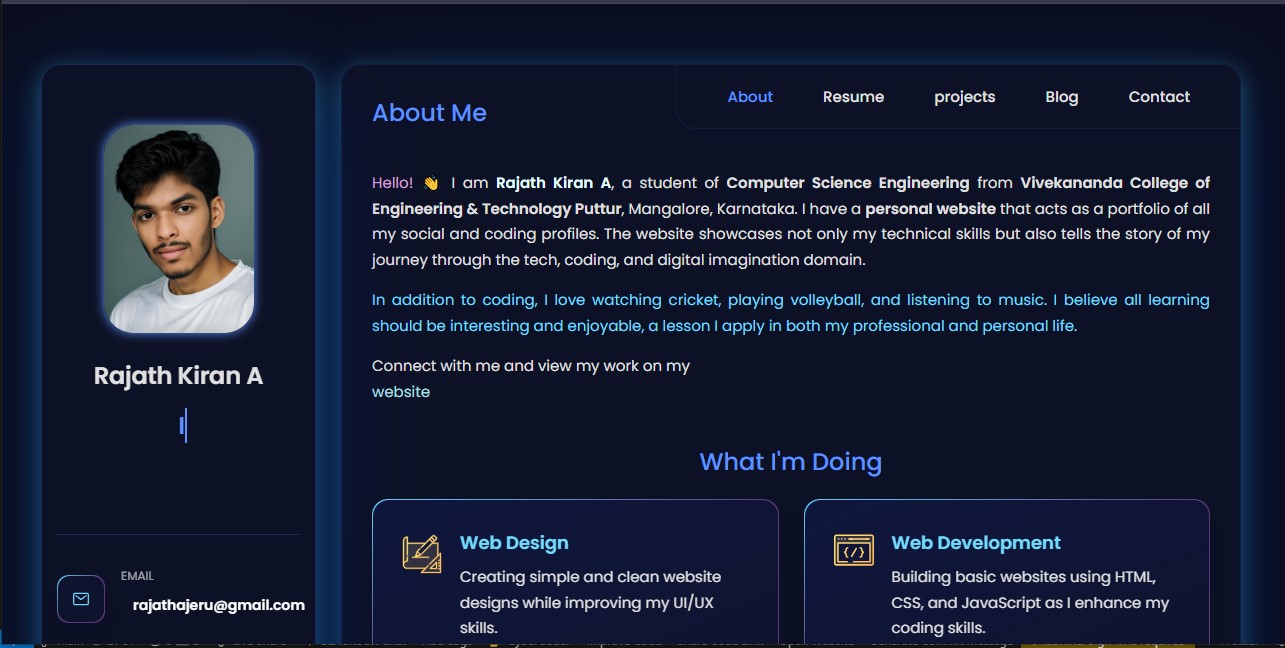 About
Resume
projects
Blog
Contact
About Me
Hello! 👋 I am Rajath Kiran A, a student of Computer Science Engineering from Vivekananda College of
Engineering & Technology Puttur, Mangalore, Karnataka. I have a personal website that acts as a portfolio of all
my social and coding profiles. The website showcases not only my technical skills but also tells the story of my
journey through the tech, coding, and digital imagination domain.
In addition to coding, I love watching cricket, playing volleyball, and listening to music. I believe all learning
should be interesting and enjoyable, a lesson I apply in both my professional and personal life.
Connect with me and view my work on my
website
Rajath Kiran A
EMAIL
rajathajeru@gmail.com
What I'm Doing
Web Design
Creating simple and clean website
designs while improving my UI/UX
skills.
Web Development
Building basic websites using HTML,
CSS, and JavaScript as I enhance my
coding skills.